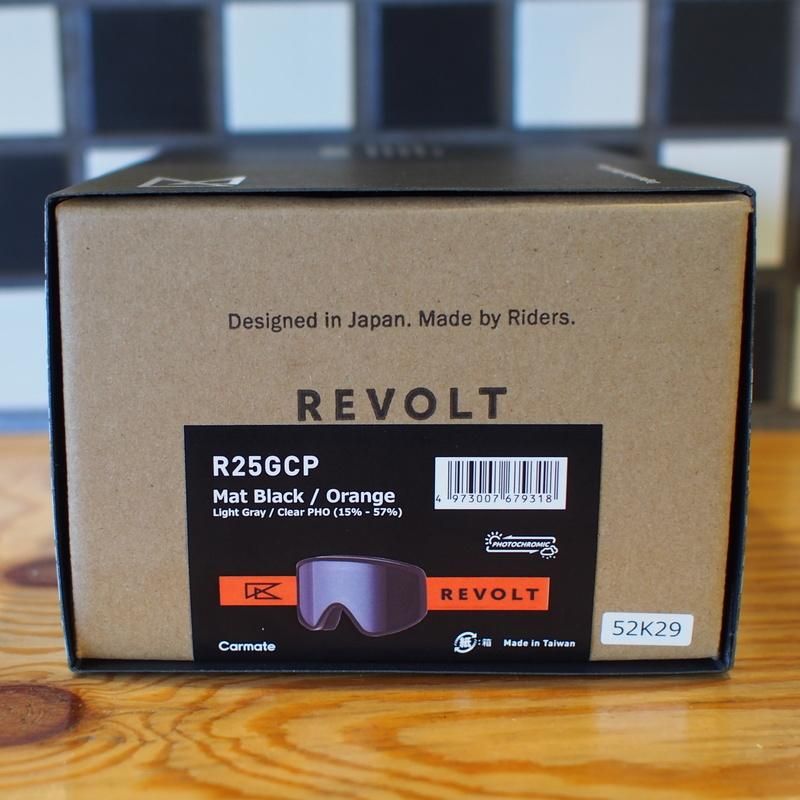 Designed in Japan. Made by Riders.
REVOLT
R25GCP
Mat Black / Orange
Light Gray / Clear PHO (15% - 57%)
4 973007 679318
PHOTOCHROMIC
REVOLT
52K29
Carmate
紙:箱
Made in Taiwan